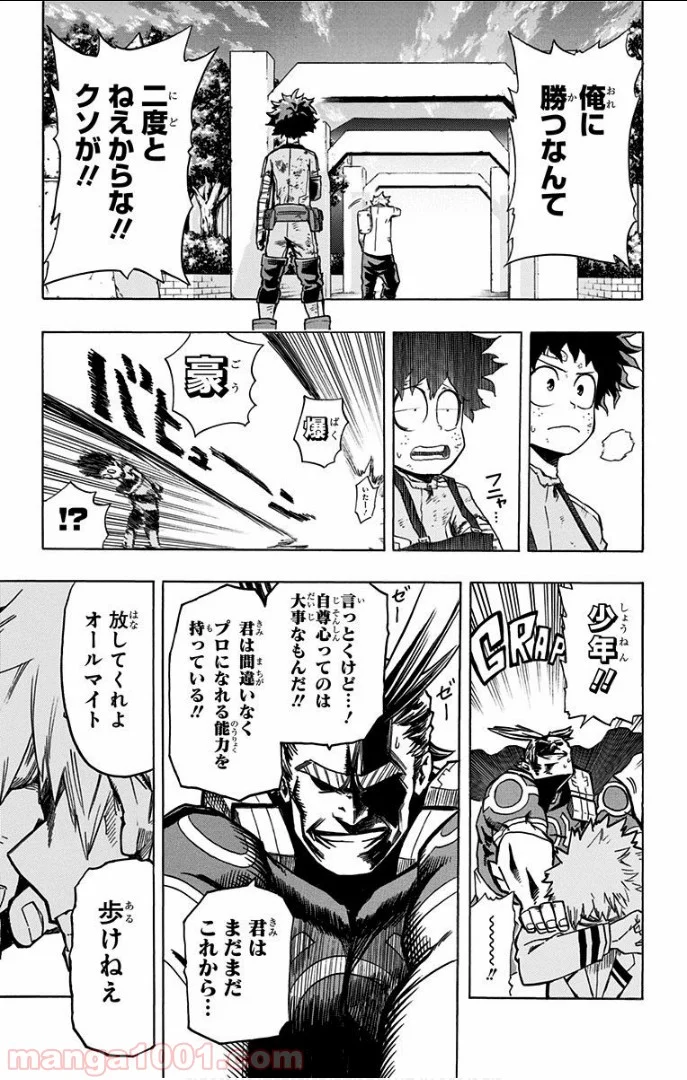 俺に
勝つなんて
二度と
ねえからな!!
クソが!!
フニャ…
爆
いたー!
豪
バヒューーン
!?
少年!!
GRAP
ゼー
ゼー
言っとくけど…!
自尊心ってのは
大事なもんだ!!
君は間違いなく
プロになれる能力を
持っている!!
君は
まだまだ
これから…
放してくれよ
オールマイト
歩けねえ
manga1001.com